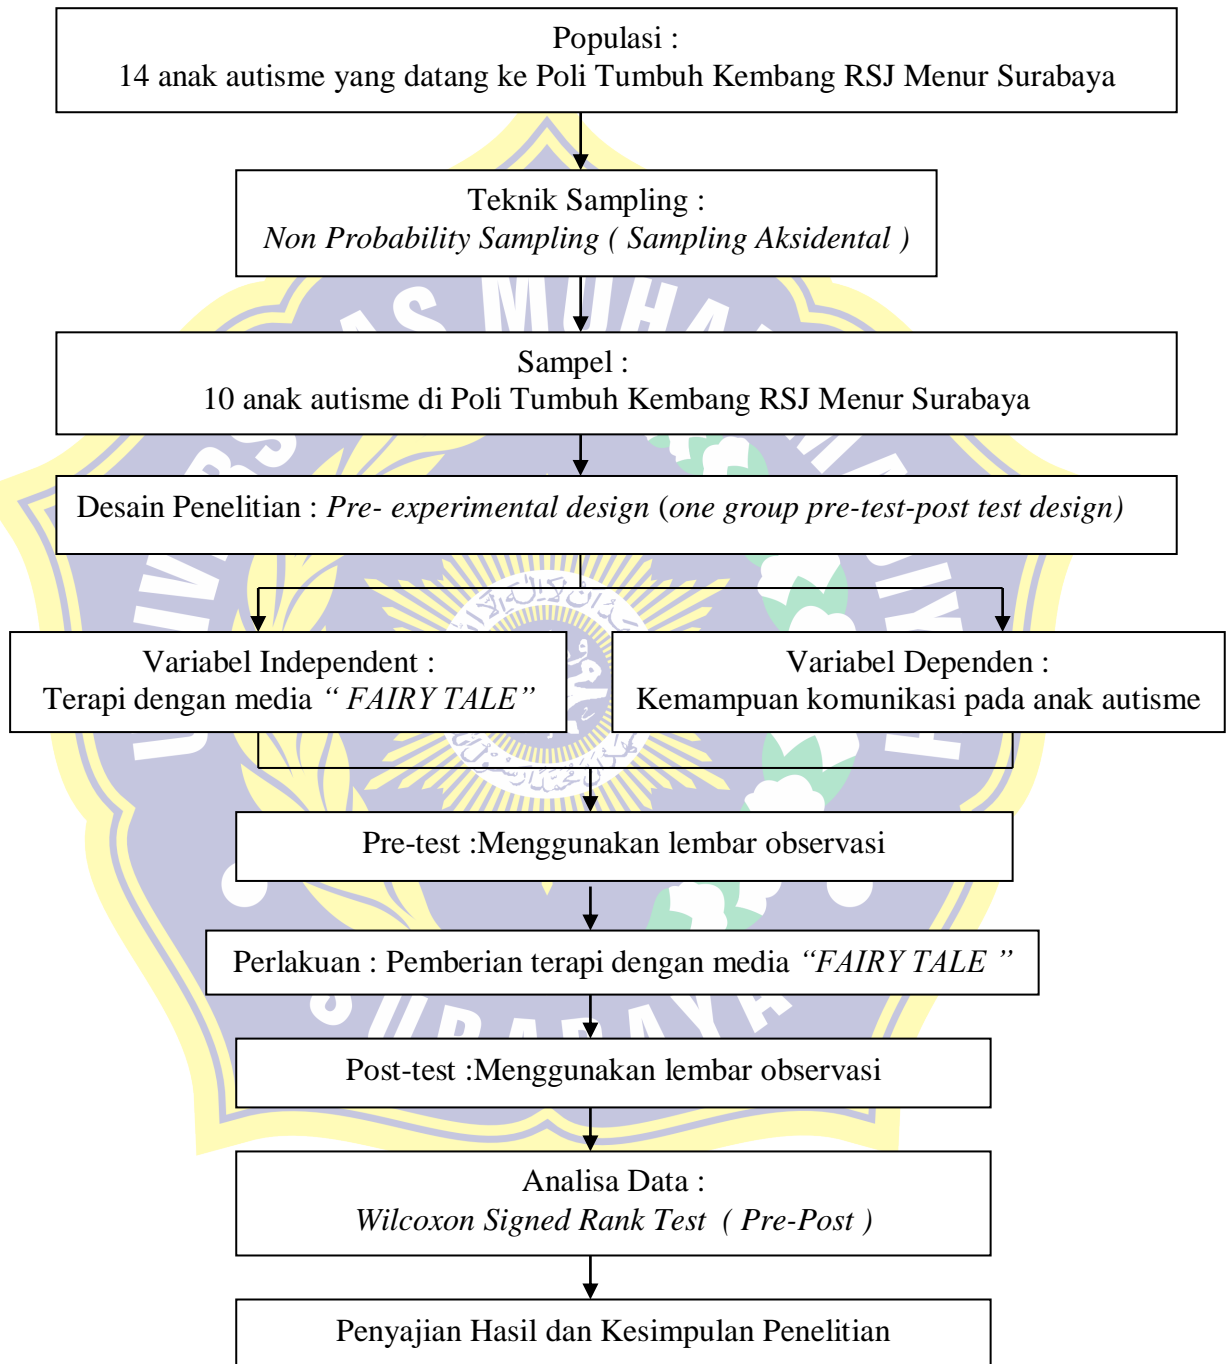 Populasi :
14 anak autisme yang datang ke Poli Tumbuh Kembang RSJ Menur Surabaya
Teknik Sampling :
Non Probability Sampling ( Sampling Aksidental )
Sampel :
10 anak autisme di Poli Tumbuh Kembang RSJ Menur Surabaya
Desain Penelitian : Pre- experimental design (one group pre-test-post test design)
Variabel Independent :
Terapi dengan media “ FAIRY TALE”
Variabel Dependen :
Kemampuan komunikasi pada anak autisme
Pre-test :Menggunakan lembar observasi
Perlakuan : Pemberian terapi dengan media “FAIRY TALE ”
SURABAYA
Post-test :Menggunakan lembar observasi
Analisa Data :
Wilcoxon Signed Rank Test ( Pre-Post )
Penyajian Hasil dan Kesimpulan Penelitian